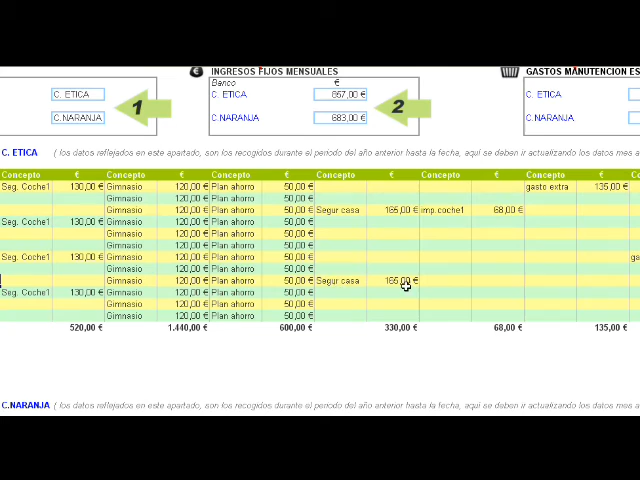 INGRESOS FIJOS MENSUALES
GASTOS MANUTENCION ES
Banco €
C. ETICA 1 C. ETICA 857,00 € 2 C. ETICA
C.NARANJA C.NARANJA 683,00 € C.NARANJA
C. ETICA ( los datos reflejados en este apartado, son los recogidos durante el periodo del año anterior hasta la fecha, aquí se deben ir actualizando los datos mes a
Concepto € Concepto € Concepto € Concepto € Concepto € Concepto € Co
Seg. Coche1 130,00 € Gimnasio 120,00 € Plan ahorro 50,00 € gasto extra 135,00 €
Gimnasio 120,00 € Plan ahorro 50,00 €
Gimnasio 120,00 € Plan ahorro 50,00 € Segur casa 165,00 € imp.coche1 68,00 €
Seg. Coche1 130,00 € Gimnasio 120,00 € Plan ahorro 50,00 €
Gimnasio 120,00 € Plan ahorro 50,00 €
Gimnasio 120,00 € Plan ahorro 50,00 €
Seg. Coche1 130,00 € Gimnasio 120,00 € Plan ahorro 50,00 € ga
Gimnasio 120,00 € Plan ahorro 50,00 €
Gimnasio 120,00 € Plan ahorro 50,00 € Segur casa 165,00 €
Seg. Coche1 130,00 € Gimnasio 120,00 € Plan ahorro 50,00 €
Gimnasio 120,00 € Plan ahorro 50,00 €
Gimnasio 120,00 € Plan ahorro 50,00 €
520,00 € 1.440,00 € 600,00 € 330,00 € 68,00 € 135,00 €
C.NARANJA ( los datos reflejados en este apartado, son los recogidos durante el periodo del año anterior hasta la fecha, aquí se deben ir actualizando los datos mes a